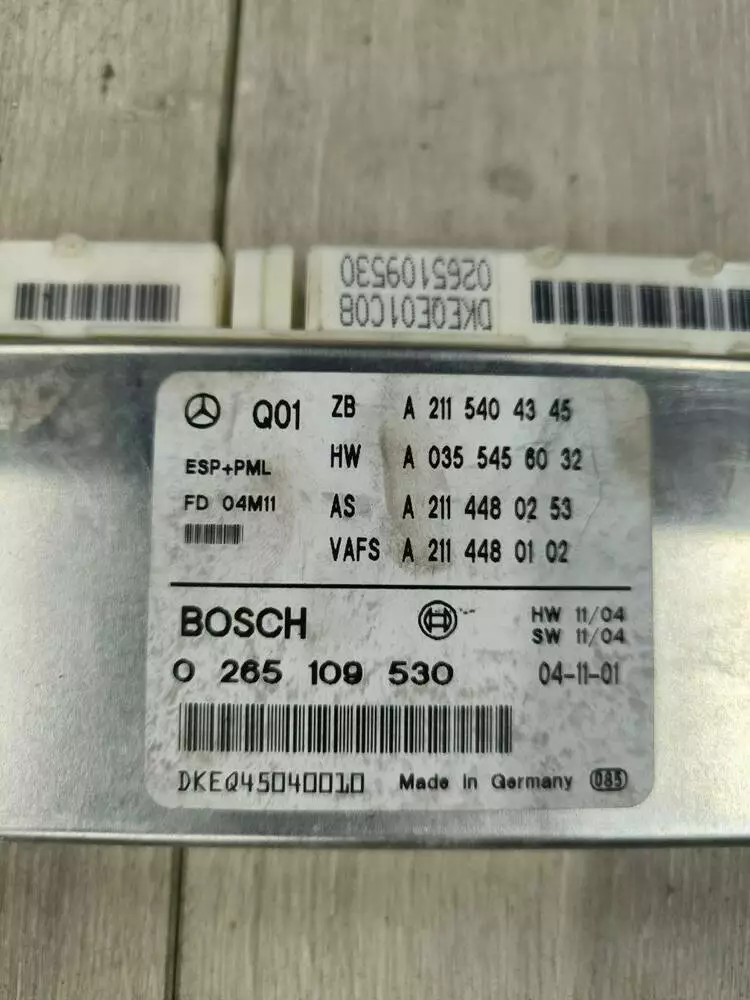 0265109530
DKEQE01C08
Q01 ZB A 211 540 43 45
ESP+PML HW A 035 545 60 32
FD 04M11 AS A 211 448 02 53
VAFS A 211 448 01 02
BOSCH HW 11/04
SW 11/04
0 265 109 530 04-11-01
DKEQ45040010 Made in Germany 085